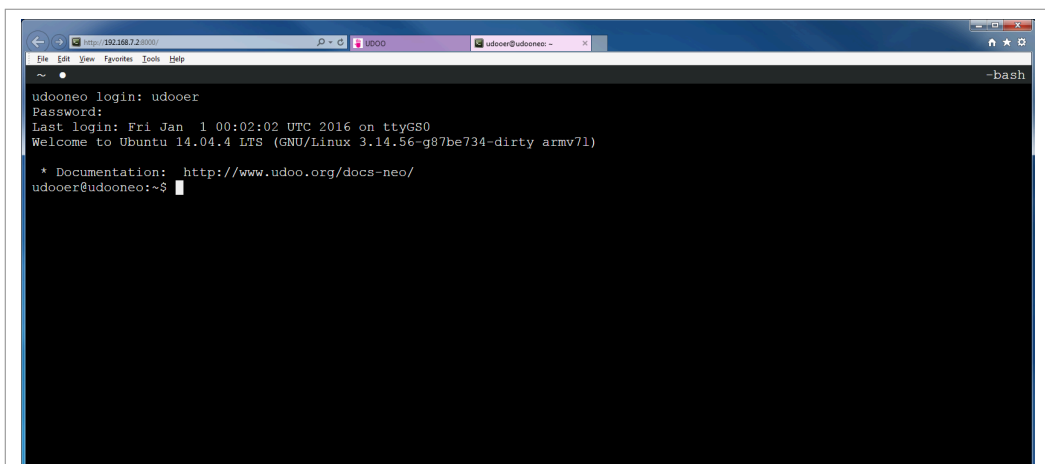 http://192.168.7.2:8000/
UDOO
udooer@udooneo: ~
File Edit View Favorites Tools Help
~ ●
-bash
udooneo login: udooer
Password:
Last login: Fri Jan  1 00:02:02 UTC 2016 on ttyGS0
Welcome to Ubuntu 14.04.4 LTS (GNU/Linux 3.14.56-g87be734-dirty armv7l)
* Documentation:  http://www.udoo.org/docs-neo/
udooer@udooneo:~$